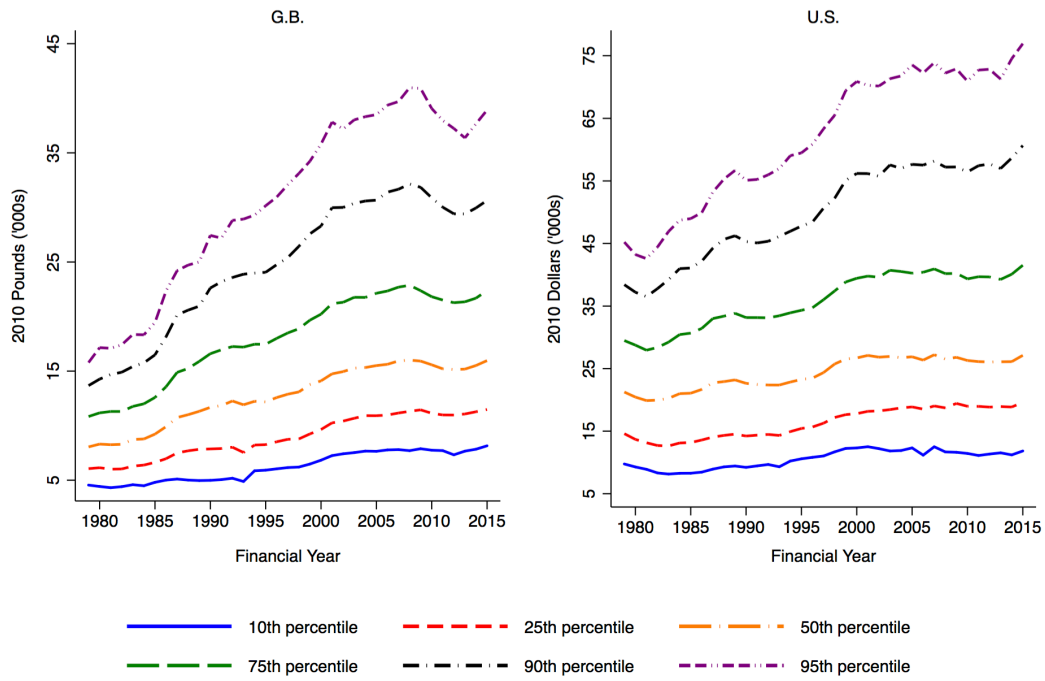 G.B.
U.S.
2010 Pounds ('000s)
45
35
25
15
5
1980 1985 1990 1995 2000 2005 2010 2015
Financial Year
2010 Dollars ('000s)
75
65
55
45
35
25
15
5
1980 1985 1990 1995 2000 2005 2010 2015
Financial Year
10th percentile 25th percentile 50th percentile
75th percentile 90th percentile 95th percentile